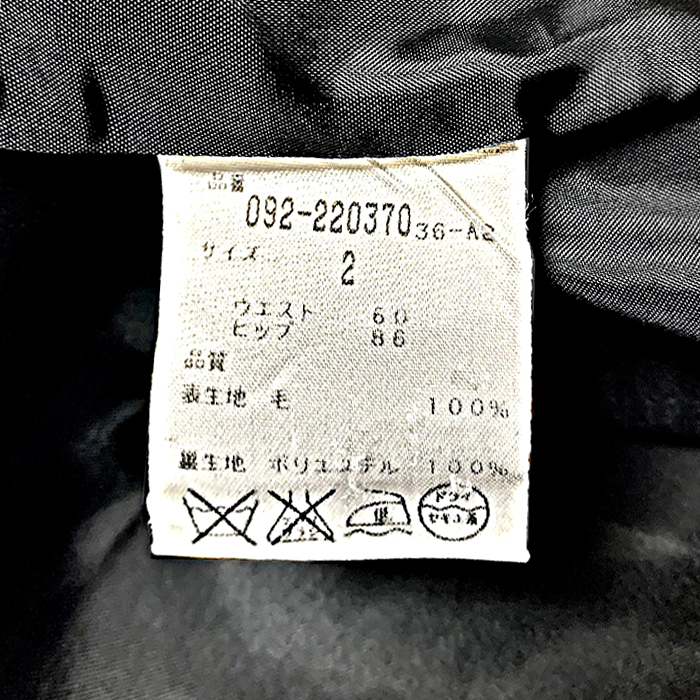 品番
092-220370 36-A2
サイズ
2
ウエスト 60
ヒップ 86
品質
表生地 毛 100%
裏生地 ポリエステル 100%
低 ドライ
セキユ系